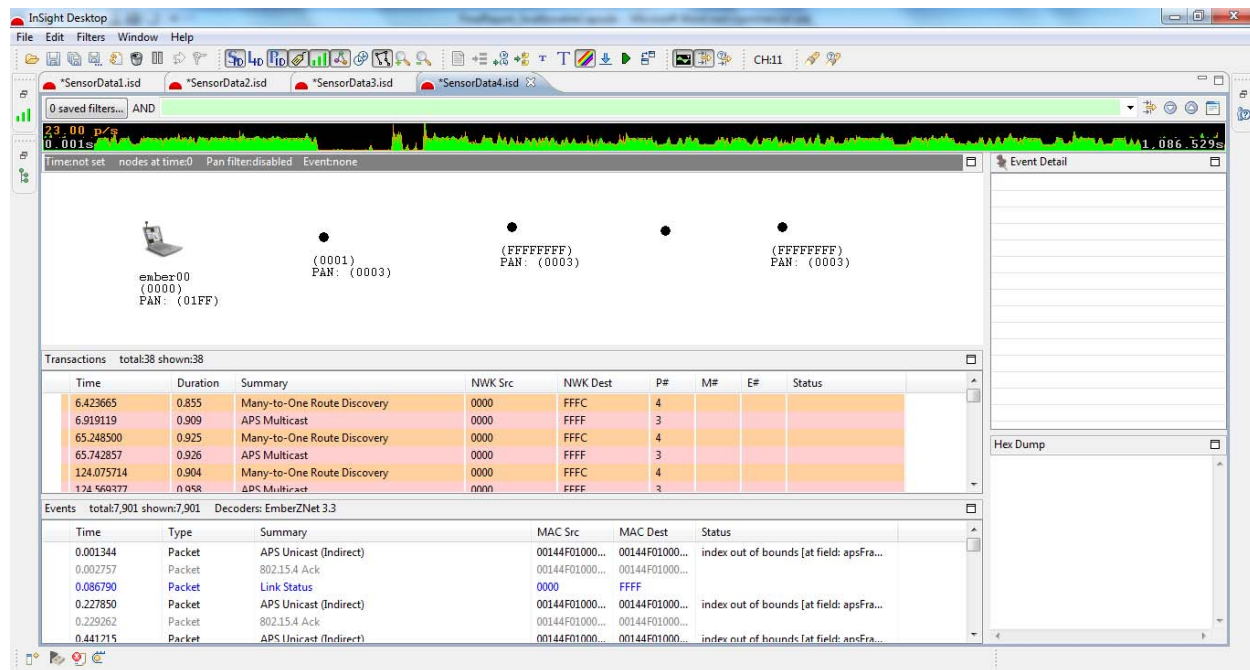 InSight Desktop
File Edit Filters Window Help
CH:11
*SensorData1.isd *SensorData2.isd *SensorData3.isd *SensorData4.isd
0 saved filters... AND
23.00 p/s
0.001s 1,086.529s
Time:not set nodes at time:0 Pan filter:disabled Event:none
Event Detail
ember00
(0000)
PAN: (01FF)
(0001)
PAN: (0003)
(FFFFFFFF)
PAN: (0003)
(FFFFFFFF)
PAN: (0003)
Transactions total:38 shown:38
Time Duration Summary NWK Src NWK Dest P# M# E# Status
6.423665 0.855 Many-to-One Route Discovery 0000 FFFC 4
6.919119 0.909 APS Multicast 0000 FFFF 3
65.248500 0.925 Many-to-One Route Discovery 0000 FFFC 4
65.742857 0.926 APS Multicast 0000 FFFF 3
124.075714 0.904 Many-to-One Route Discovery 0000 FFFC 4
124.569377 0.958 APS Multicast 0000 FFFF 3
Hex Dump
Events total:7,901 shown:7,901 Decoders: EmberZNet 3.3
Time Type Summary MAC Src MAC Dest Status
0.001344 Packet APS Unicast (Indirect) 00144F01000... 00144F01000... index out of bounds [at field: apsFra...
0.002757 Packet 802.15.4 Ack 00144F01000... 00144F01000...
0.086790 Packet Link Status 0000 FFFF
0.227850 Packet APS Unicast (Indirect) 00144F01000... 00144F01000... index out of bounds [at field: apsFra...
0.229262 Packet 802.15.4 Ack 00144F01000... 00144F01000...
0.441215 Packet APS Unicast (Indirect) 00144F01000... 00144F01000... index out of bounds [at field: apsFra...